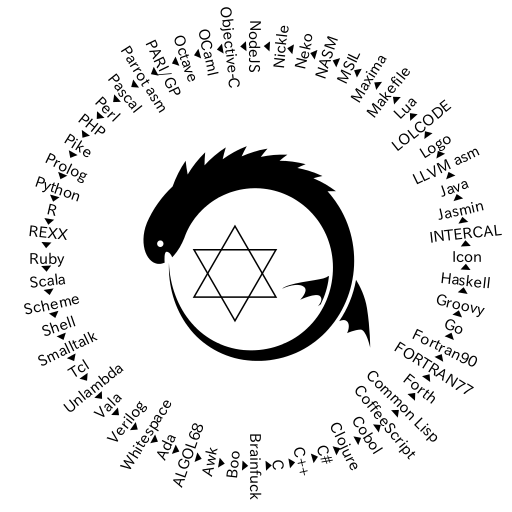 Ruby
Scala
Scheme
Shell
Smalltalk
Tcl
Unlambda
Vala
Verilog
Whitespace
Ada
ALGOL68
Awk
Boo
Brainfuck
C
C++
C#
Clojure
Cobol
CoffeeScript
Common Lisp
Forth
FORTRAN77
Fortran90
Go
Groovy
Haskell
Icon
INTERCAL
Jasmin
Java
LLVM asm
Logo
LOLCODE
Lua
Makefile
Maxima
MSIL
NASM
Neko
Nickle
NodeJS
Objective-C
OCaml
Octave
PARI/GP
Parrot asm
Pascal
Perl
PHP
Pike
Prolog
Python
R
REXX